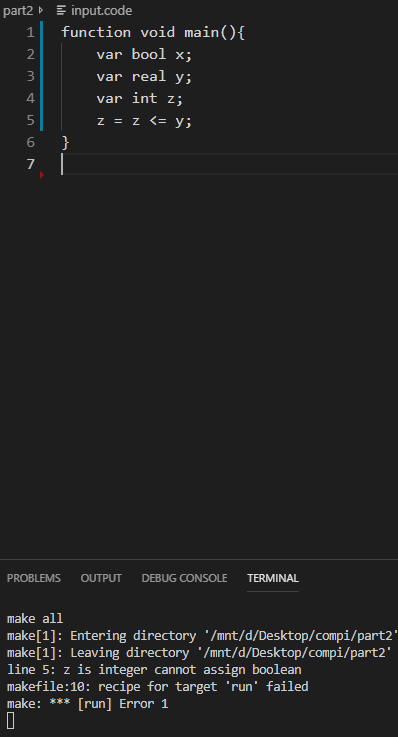 part2 input.code
1 function void main(){
2 var bool x;
3 var real y;
4 var int z;
5 z = z <= y;
6 }
7
PROBLEMS OUTPUT DEBUG CONSOLE TERMINAL
make all
make[1]: Entering directory '/mnt/d/Desktop/compi/part2'
make[1]: Leaving directory '/mnt/d/Desktop/compi/part2'
line 5: z is integer cannot assign boolean
makefile:10: recipe for target 'run' failed
make: *** [run] Error 1